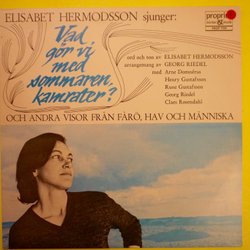 ELISABET HERMODSSON sjunger:
proprius
Vad
gör vi
med
sommaren,
kamrater?
ord och ton av ELISABET HERMODSSON
arrangemang av GEORG RIEDEL
med Arne Domnérus
Henry Gustafsson
Rune Gustafsson
Georg Riedel
Claes Rosendahl
OCH ANDRA VISOR FRÅN FÅRÖ, HAV OCH MÄNNISKA